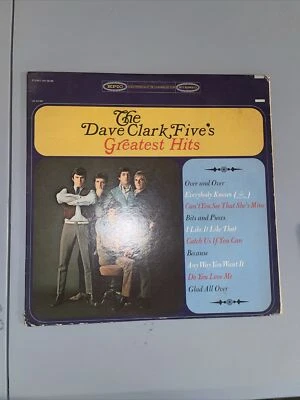 EPIC
The
Dave Clark Five's
Greatest Hits
Over and Over
Everybody Knows
Can't You See That She's Mine
Bits and Pieces
I Like It Like That
Catch Us If You Can
Because
Any Way You Want It
Do You Love Me
Glad All Over